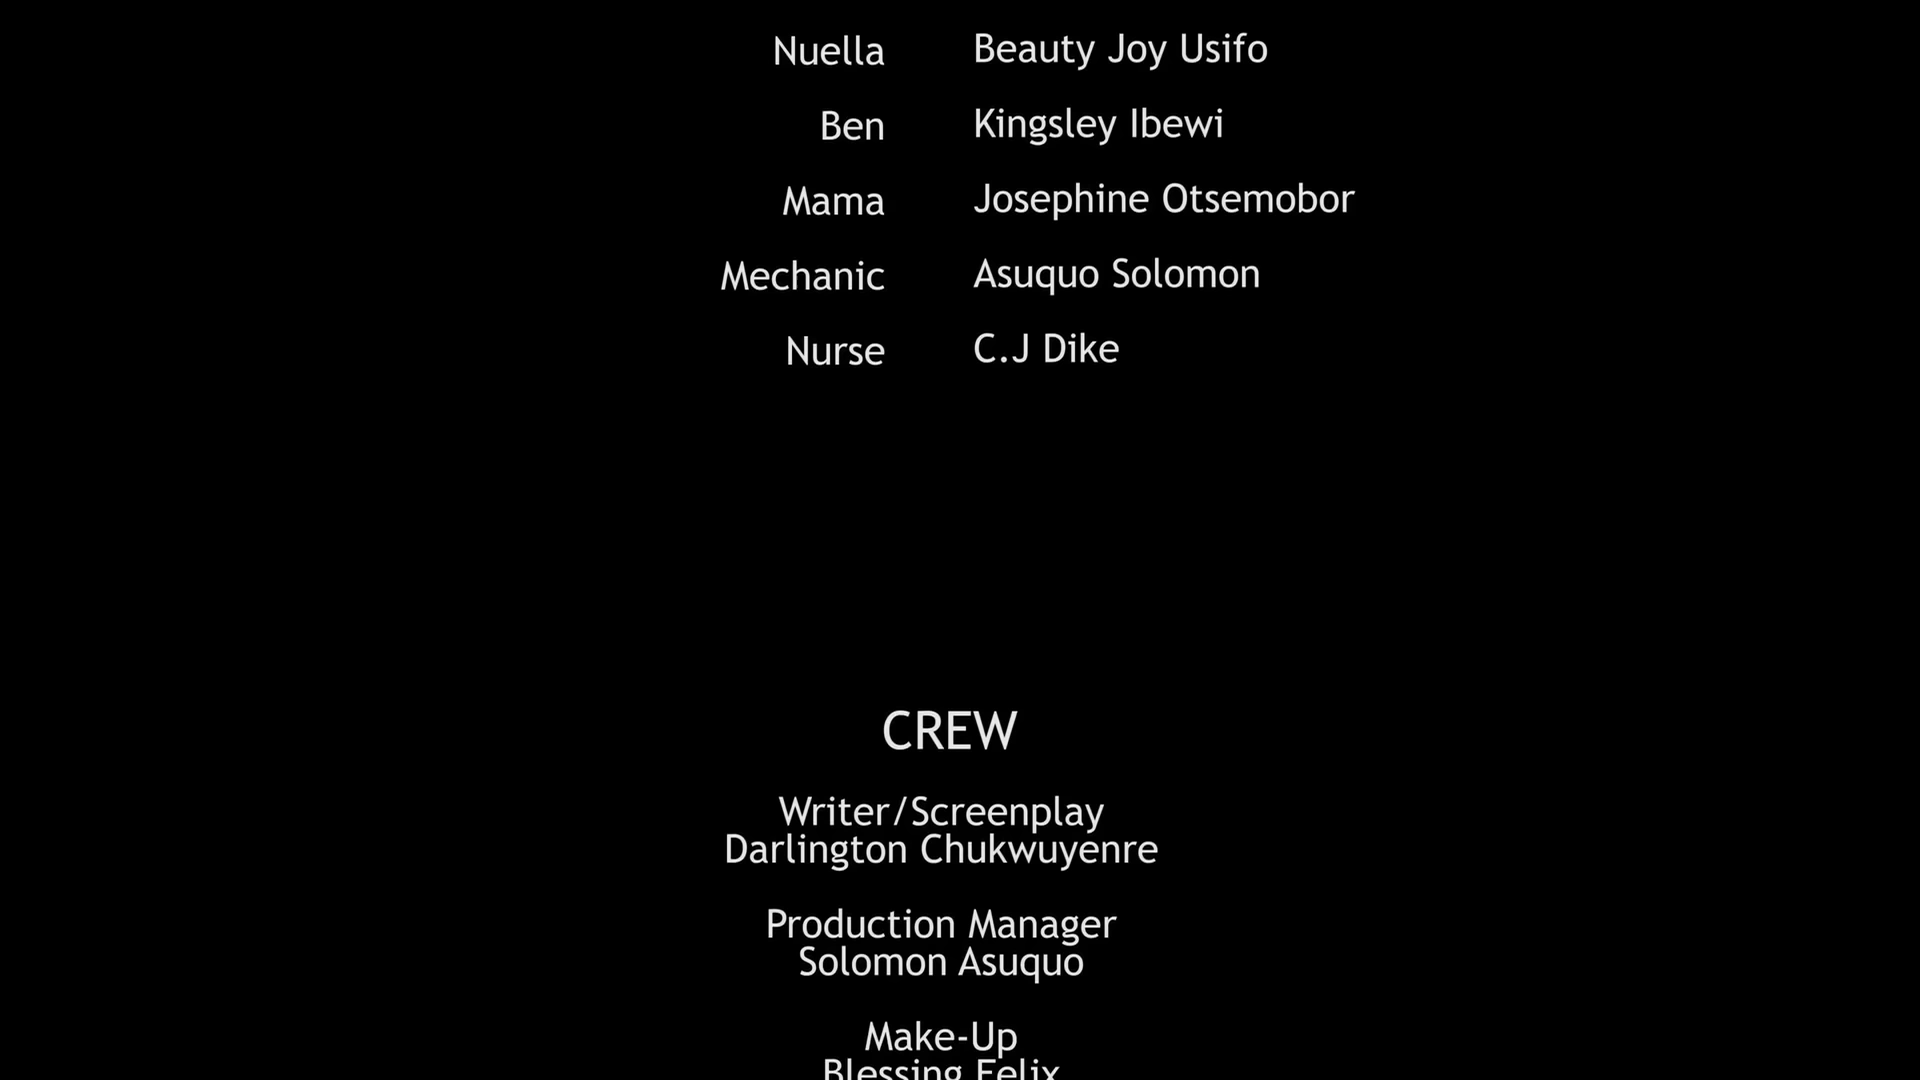 Nuella Beauty Joy Usifo
Ben Kingsley Ibewi
Mama Josephine Otsemobor
Mechanic Asuquo Solomon
Nurse C.J Dike
CREW
Writer/Screenplay
Darlington Chukwuyenre
Production Manager
Solomon Asuquo
Make-Up
Blessing Felix